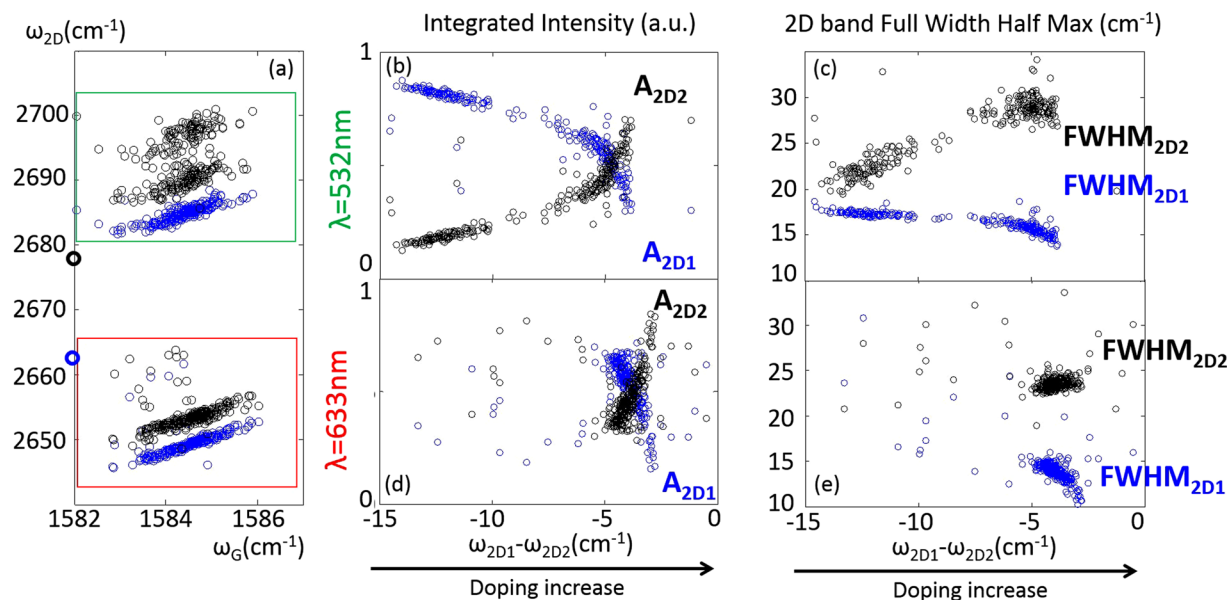 ω2D(cm-1)
Integrated Intensity (a.u.)
2D band Full Width Half Max (cm-1)
(a)
2700
2690
2680
2670
2660
2650
1582 1584 1586
ωG(cm-1)
λ=532nm
1
(b)
A2D2
A2D1
0
λ=633nm
1
A2D2
(d)
A2D1
0
-15 -10 -5 0
ω2D1-ω2D2(cm-1)
Doping increase
(c)
30
25
20
15
10
FWHM2D2
FWHM2D1
30
25
20
15
10
FWHM2D2
FWHM2D1
(e)
-15 -10 -5 0
ω2D1-ω2D2(cm-1)
Doping increase